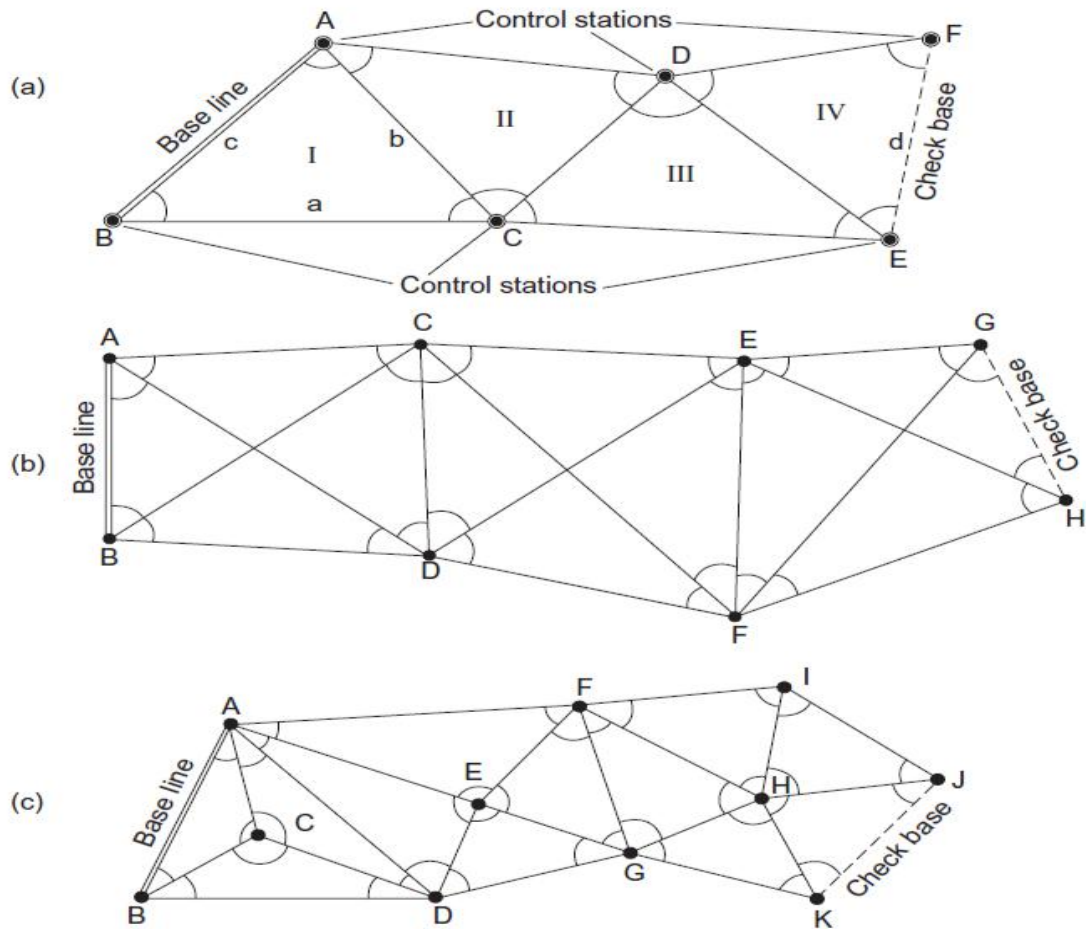 Control stations
A
F
D
(a)
Base line
c
b
II
IV
I
d
Check base
III
a
B
C
E
Control stations
A
C
E
G
Base line
Check base
(b)
B
D
H
F
A
F
I
Base line
E
H
J
(c)
C
Check base
G
B
D
K